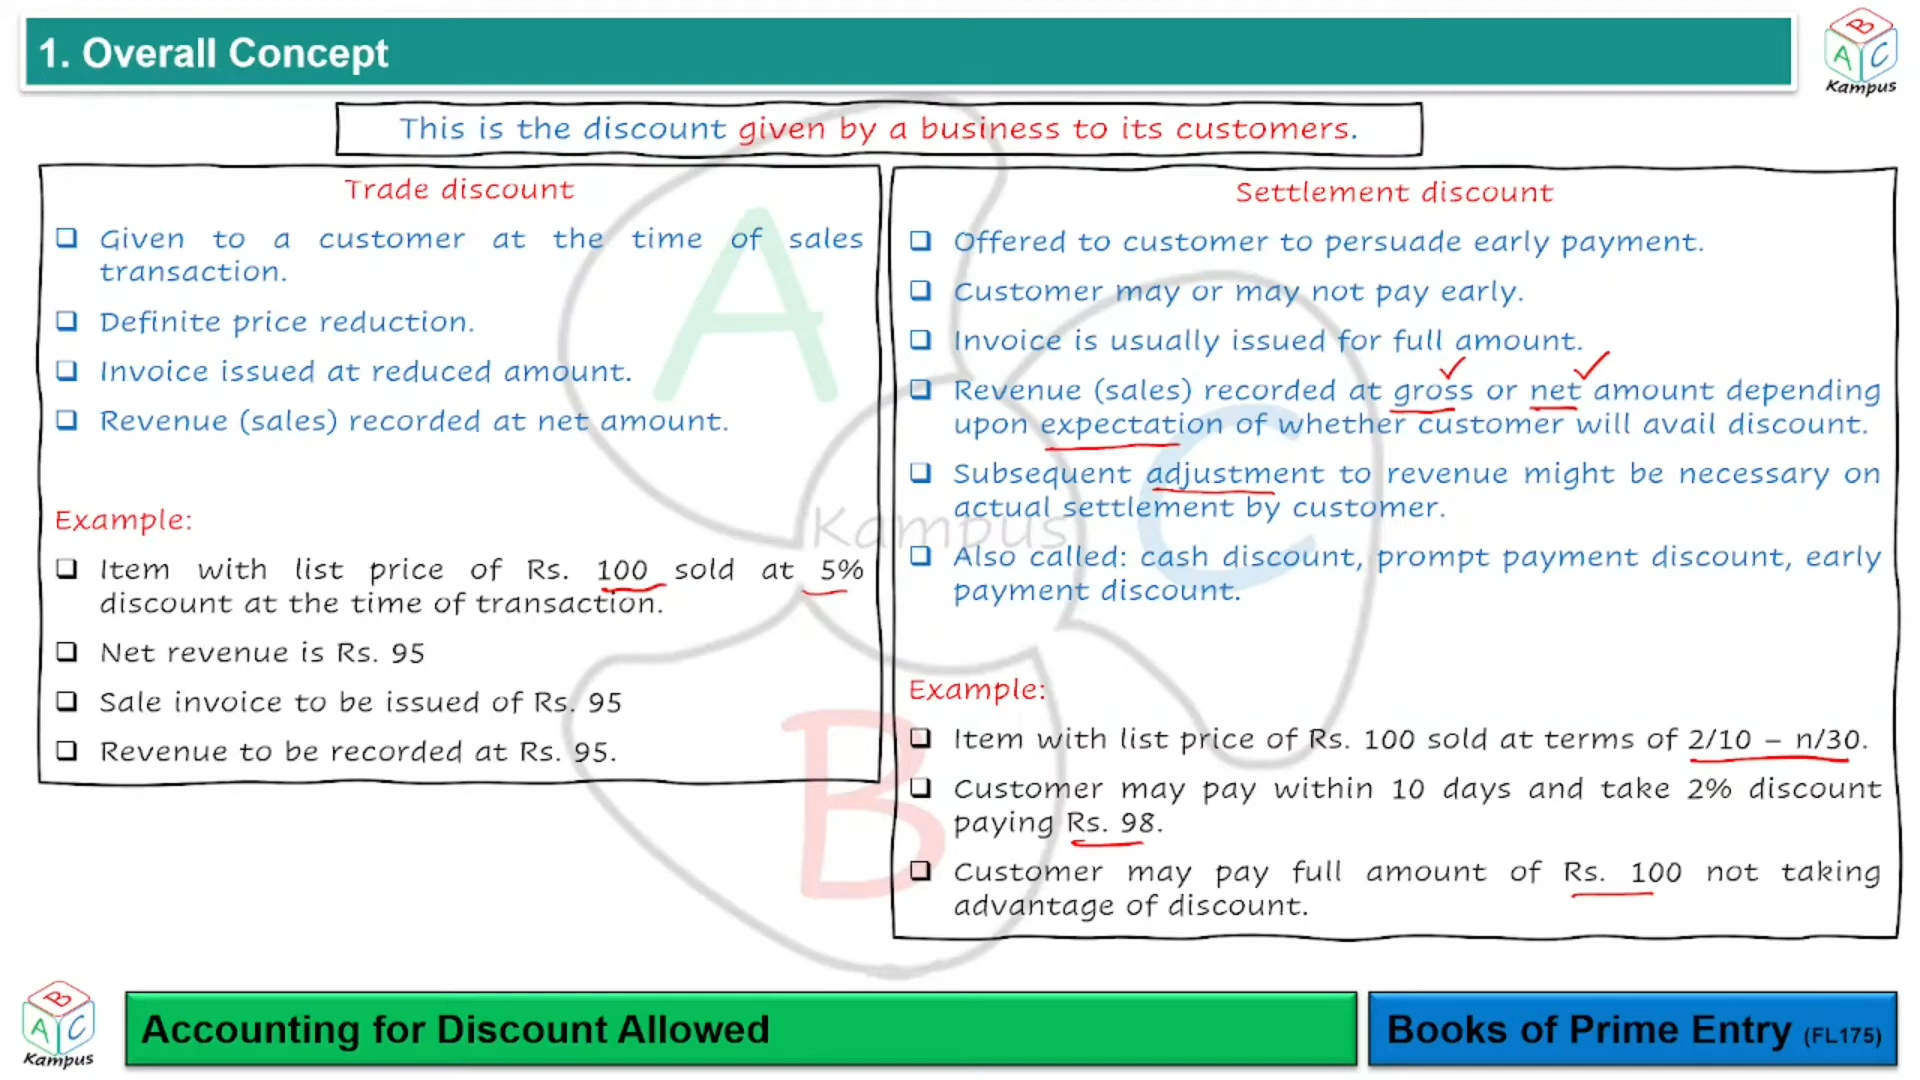 1. Overall Concept
B
A C
Kampus
This is the discount given by a business to its customers.
Trade discount
Given to a customer at the time of sales
transaction.
Definite price reduction.
Invoice issued at reduced amount.
Revenue (sales) recorded at net amount.
Example:
Item with list price of Rs. 100 sold at 5%
discount at the time of transaction.
Net revenue is Rs. 95
Sale invoice to be issued of Rs. 95
Revenue to be recorded at Rs. 95.
Settlement discount
Offered to customer to persuade early payment.
Customer may or may not pay early.
Invoice is usually issued for full amount.
Revenue (sales) recorded at gross or net amount depending
upon expectation of whether customer will avail discount.
Subsequent adjustment to revenue might be necessary on
actual settlement by customer.
Also called: cash discount, prompt payment discount, early
payment discount.
Example:
Item with list price of Rs. 100 sold at terms of 2/10 – n/30.
Customer may pay within 10 days and take 2% discount
paying Rs. 98.
Customer may pay full amount of Rs. 100 not taking
advantage of discount.
A
Kampus
C
B
B
A C
Kampus
Accounting for Discount Allowed
Books of Prime Entry (FL175)